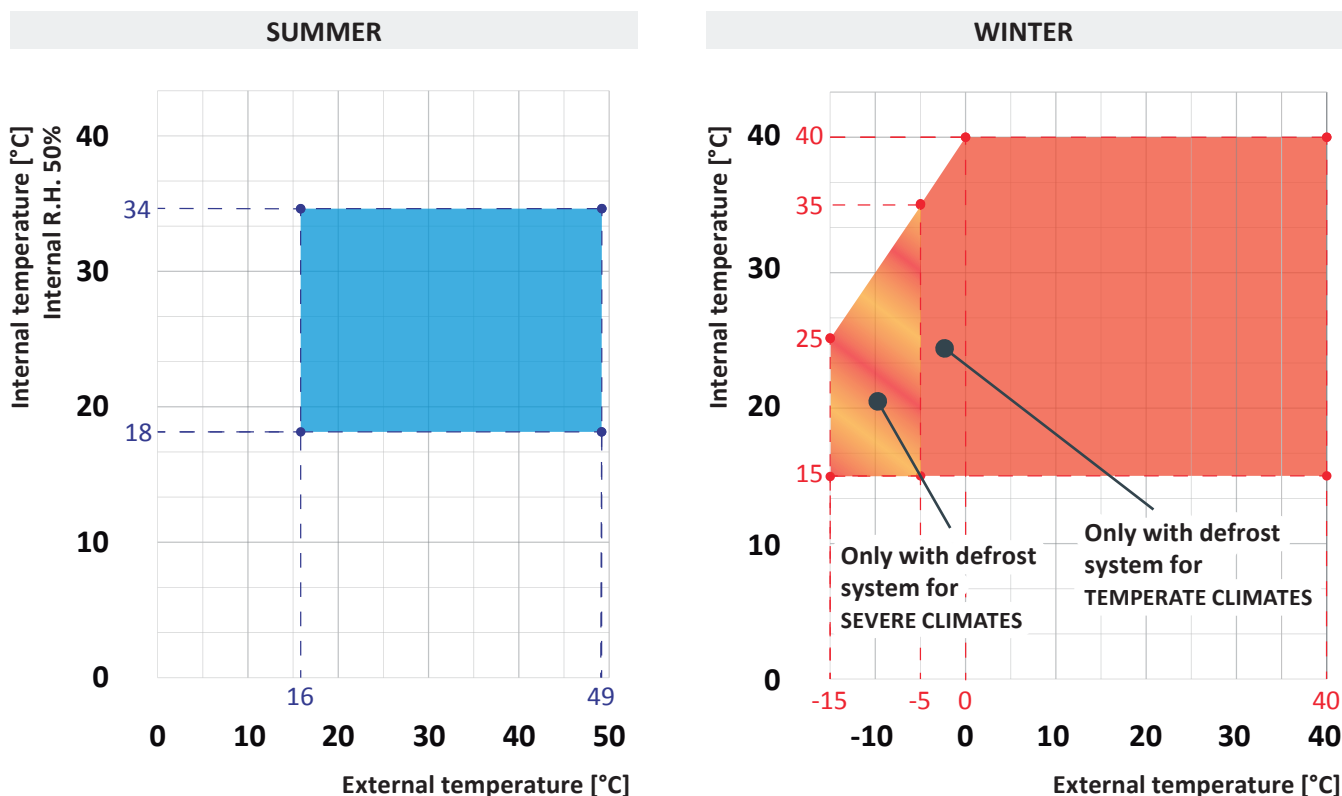 SUMMER
Internal temperature [°C]
Internal R.H. 50%
40
34
30
20
18
10
0
16
49
0 10 20 30 40 50
External temperature [°C]
WINTER
Internal temperature [°C]
40 40
35
30
25
20
15
10
0
Only with defrost
system for
SEVERE CLIMATES
Only with defrost
system for
TEMPERATE CLIMATES
-15 -5 0 40
-10 0 10 20 30 40
External temperature [°C]